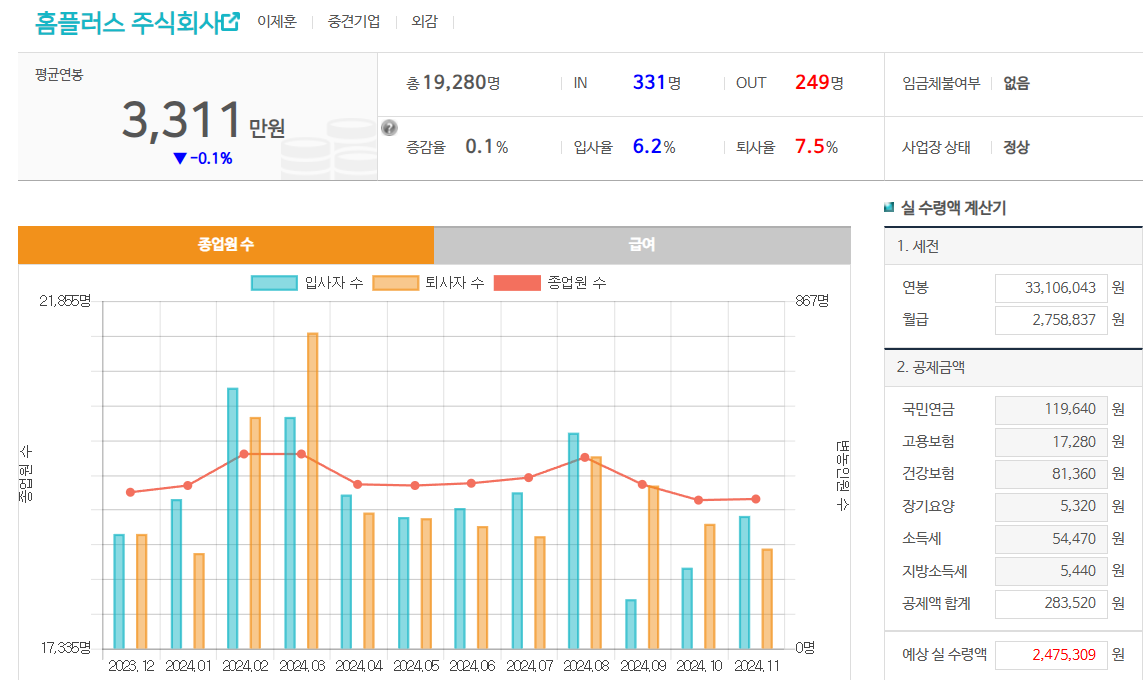 홈플러스 주식회사 이제훈 중견기업 외감
평균연봉
3,311 만원
▼ -0.1%
?
총 19,280명 IN 331명 OUT 249명
증감율 0.1% 입사율 6.2% 퇴사율 7.5%
임금체불여부 없음
사업장 상태 정상
종업원 수 급여
입사자 수 퇴사자 수 종업원 수
21,855명 867명
종업원 수
변동인원 수
17,335명 0명
2023.12 2024.01 2024.02 2024.03 2024.04 2024.05 2024.06 2024.07 2024.08 2024.09 2024.10 2024.11
실 수령액 계산기
1. 세전
연봉 33,106,043 원
월급 2,758,837 원
2. 공제금액
국민연금 119,640 원
고용보험 17,280 원
건강보험 81,360 원
장기요양 5,320 원
소득세 54,470 원
지방소득세 5,440 원
공제액 합계 283,520 원
예상 실 수령액 2,475,309 원